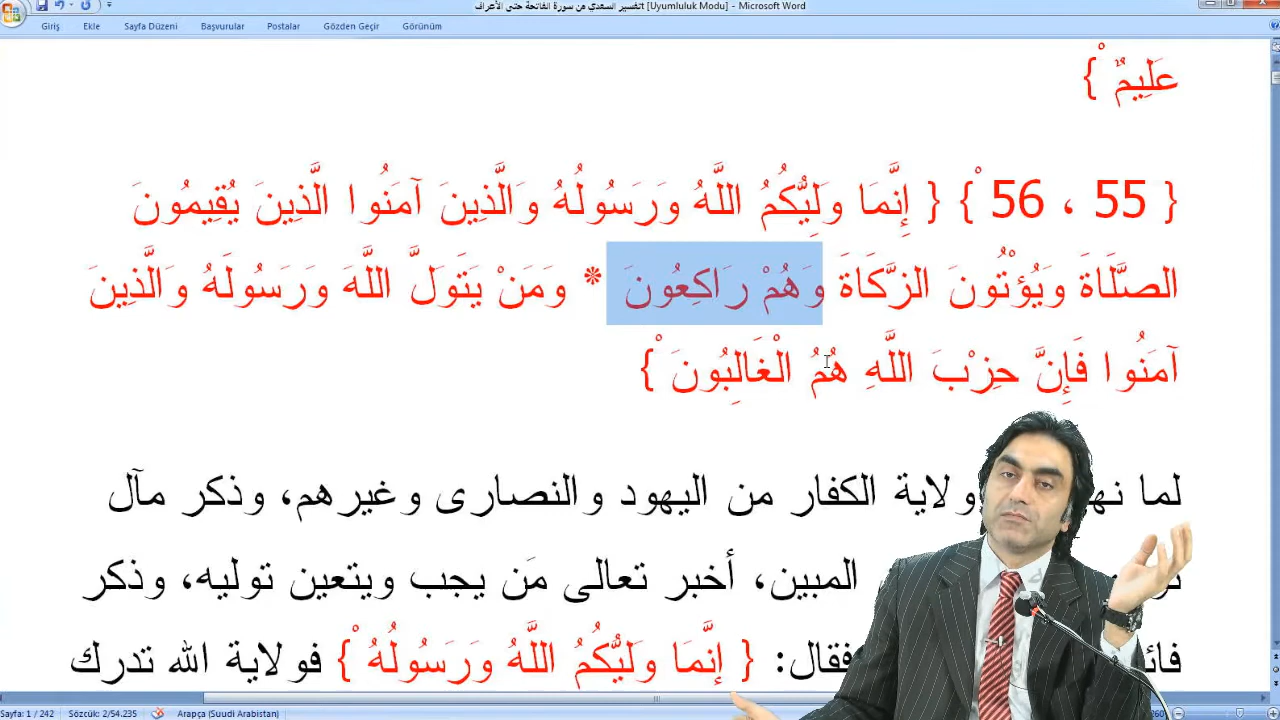 تفسير السعدي من سورة الفاتحة حتى الأعراف [Uyumluluk Modu] - Microsoft Word
Giriş Ekle Sayfa Düzeni Başvurular Postalar Gözden Geçir Görünüm
عَلِيمٌ ْ}
{ 55 ، 56 ْ} { إِنَّمَا وَلِيُّكُمُ اللَّهُ وَرَسُولُهُ وَالَّذِينَ آمَنُوا الَّذِينَ يُقِيمُونَ
الصَّلَاةَ وَيُؤْتُونَ الزَّكَاةَ وَهُمْ رَاكِعُونَ * وَمَنْ يَتَوَلَّ اللَّهَ وَرَسُولَهُ وَالَّذِينَ
آمَنُوا فَإِنَّ حِزْبَ اللَّهِ هُمُ الْغَالِبُونَ ْ}
لما ولاية الكفار من اليهود والنصارى وغيرهم، وذكر مآل
المبين، أخبر تعالى مَن يجب ويتعين توليه، وذكر
فقال: { إِنَّمَا وَلِيُّكُمُ اللَّهُ وَرَسُولُهُ ْ} فولاية الله تدرك
Sayfa: 1 / 242 Sözcük: 2/54.235 Arapça (Suudi Arabistan)